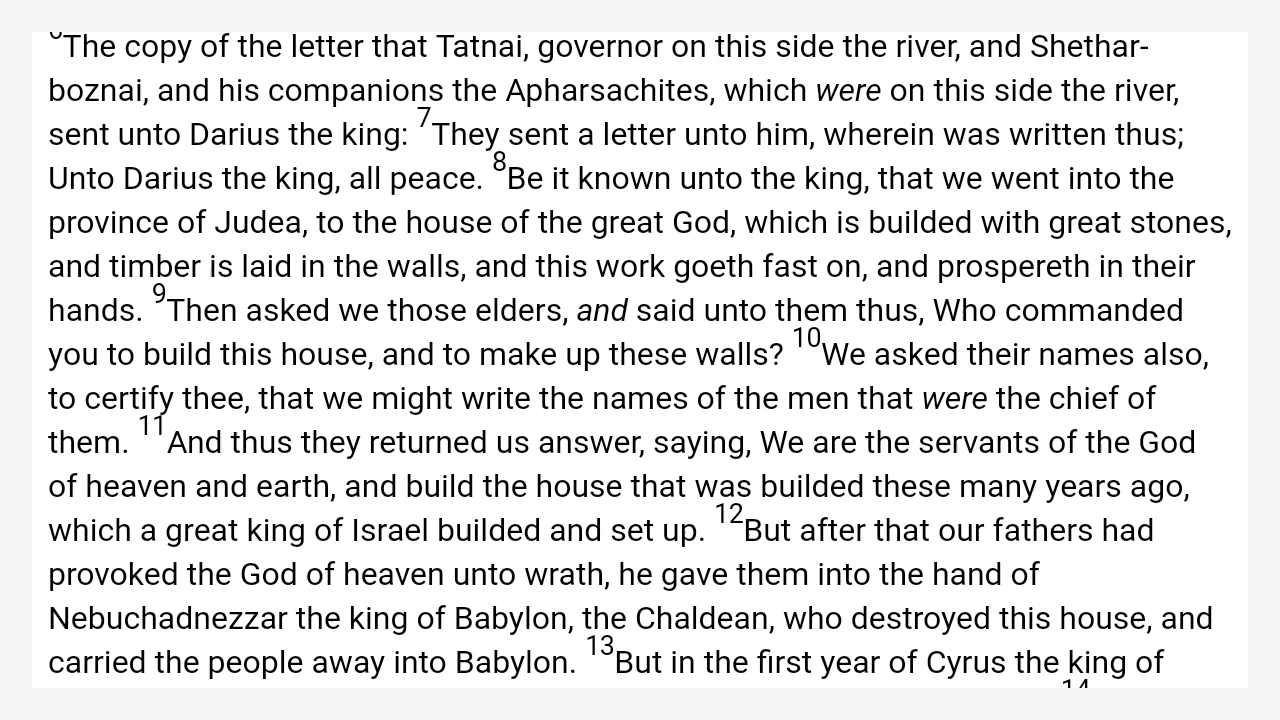 The copy of the letter that Tatnai, governor on this side the river, and Shethar-
boznai, and his companions the Apharsachites, which were on this side the river,
sent unto Darius the king: 7They sent a letter unto him, wherein was written thus;
Unto Darius the king, all peace. 8Be it known unto the king, that we went into the
province of Judea, to the house of the great God, which is builded with great stones,
and timber is laid in the walls, and this work goeth fast on, and prospereth in their
hands. 9Then asked we those elders, and said unto them thus, Who commanded
you to build this house, and to make up these walls? 10We asked their names also,
to certify thee, that we might write the names of the men that were the chief of
them. 11And thus they returned us answer, saying, We are the servants of the God
of heaven and earth, and build the house that was builded these many years ago,
which a great king of Israel builded and set up. 12But after that our fathers had
provoked the God of heaven unto wrath, he gave them into the hand of
Nebuchadnezzar the king of Babylon, the Chaldean, who destroyed this house, and
carried the people away into Babylon. 13But in the first year of Cyrus the king of